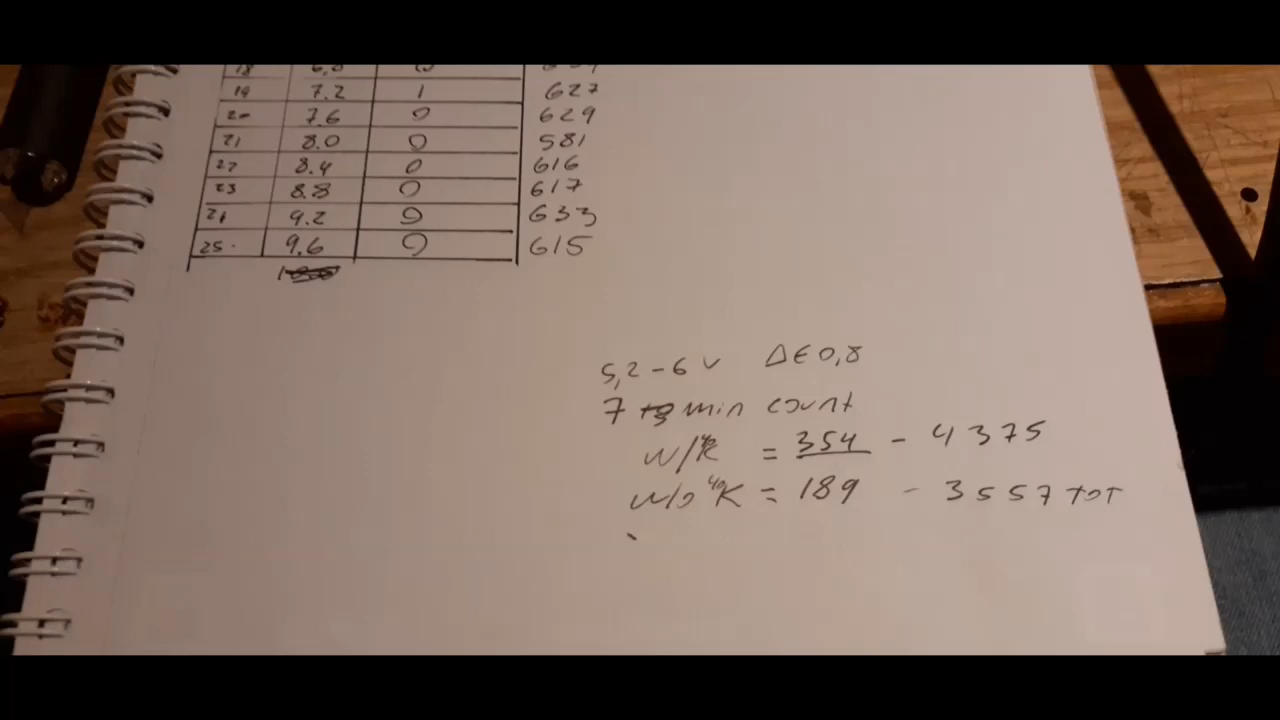 19 7.2 1 627
20 7.6 0 629
21 8.0 0 581
22 8.4 0 616
23 8.8 0 617
24 9.2 0 633
25. 9.6 0 615
5,2-6 V ΔE 0,8
7 min count
w/⁴⁰K = 354 - 4375
w/o ⁴⁰K = 189 - 3557 tot